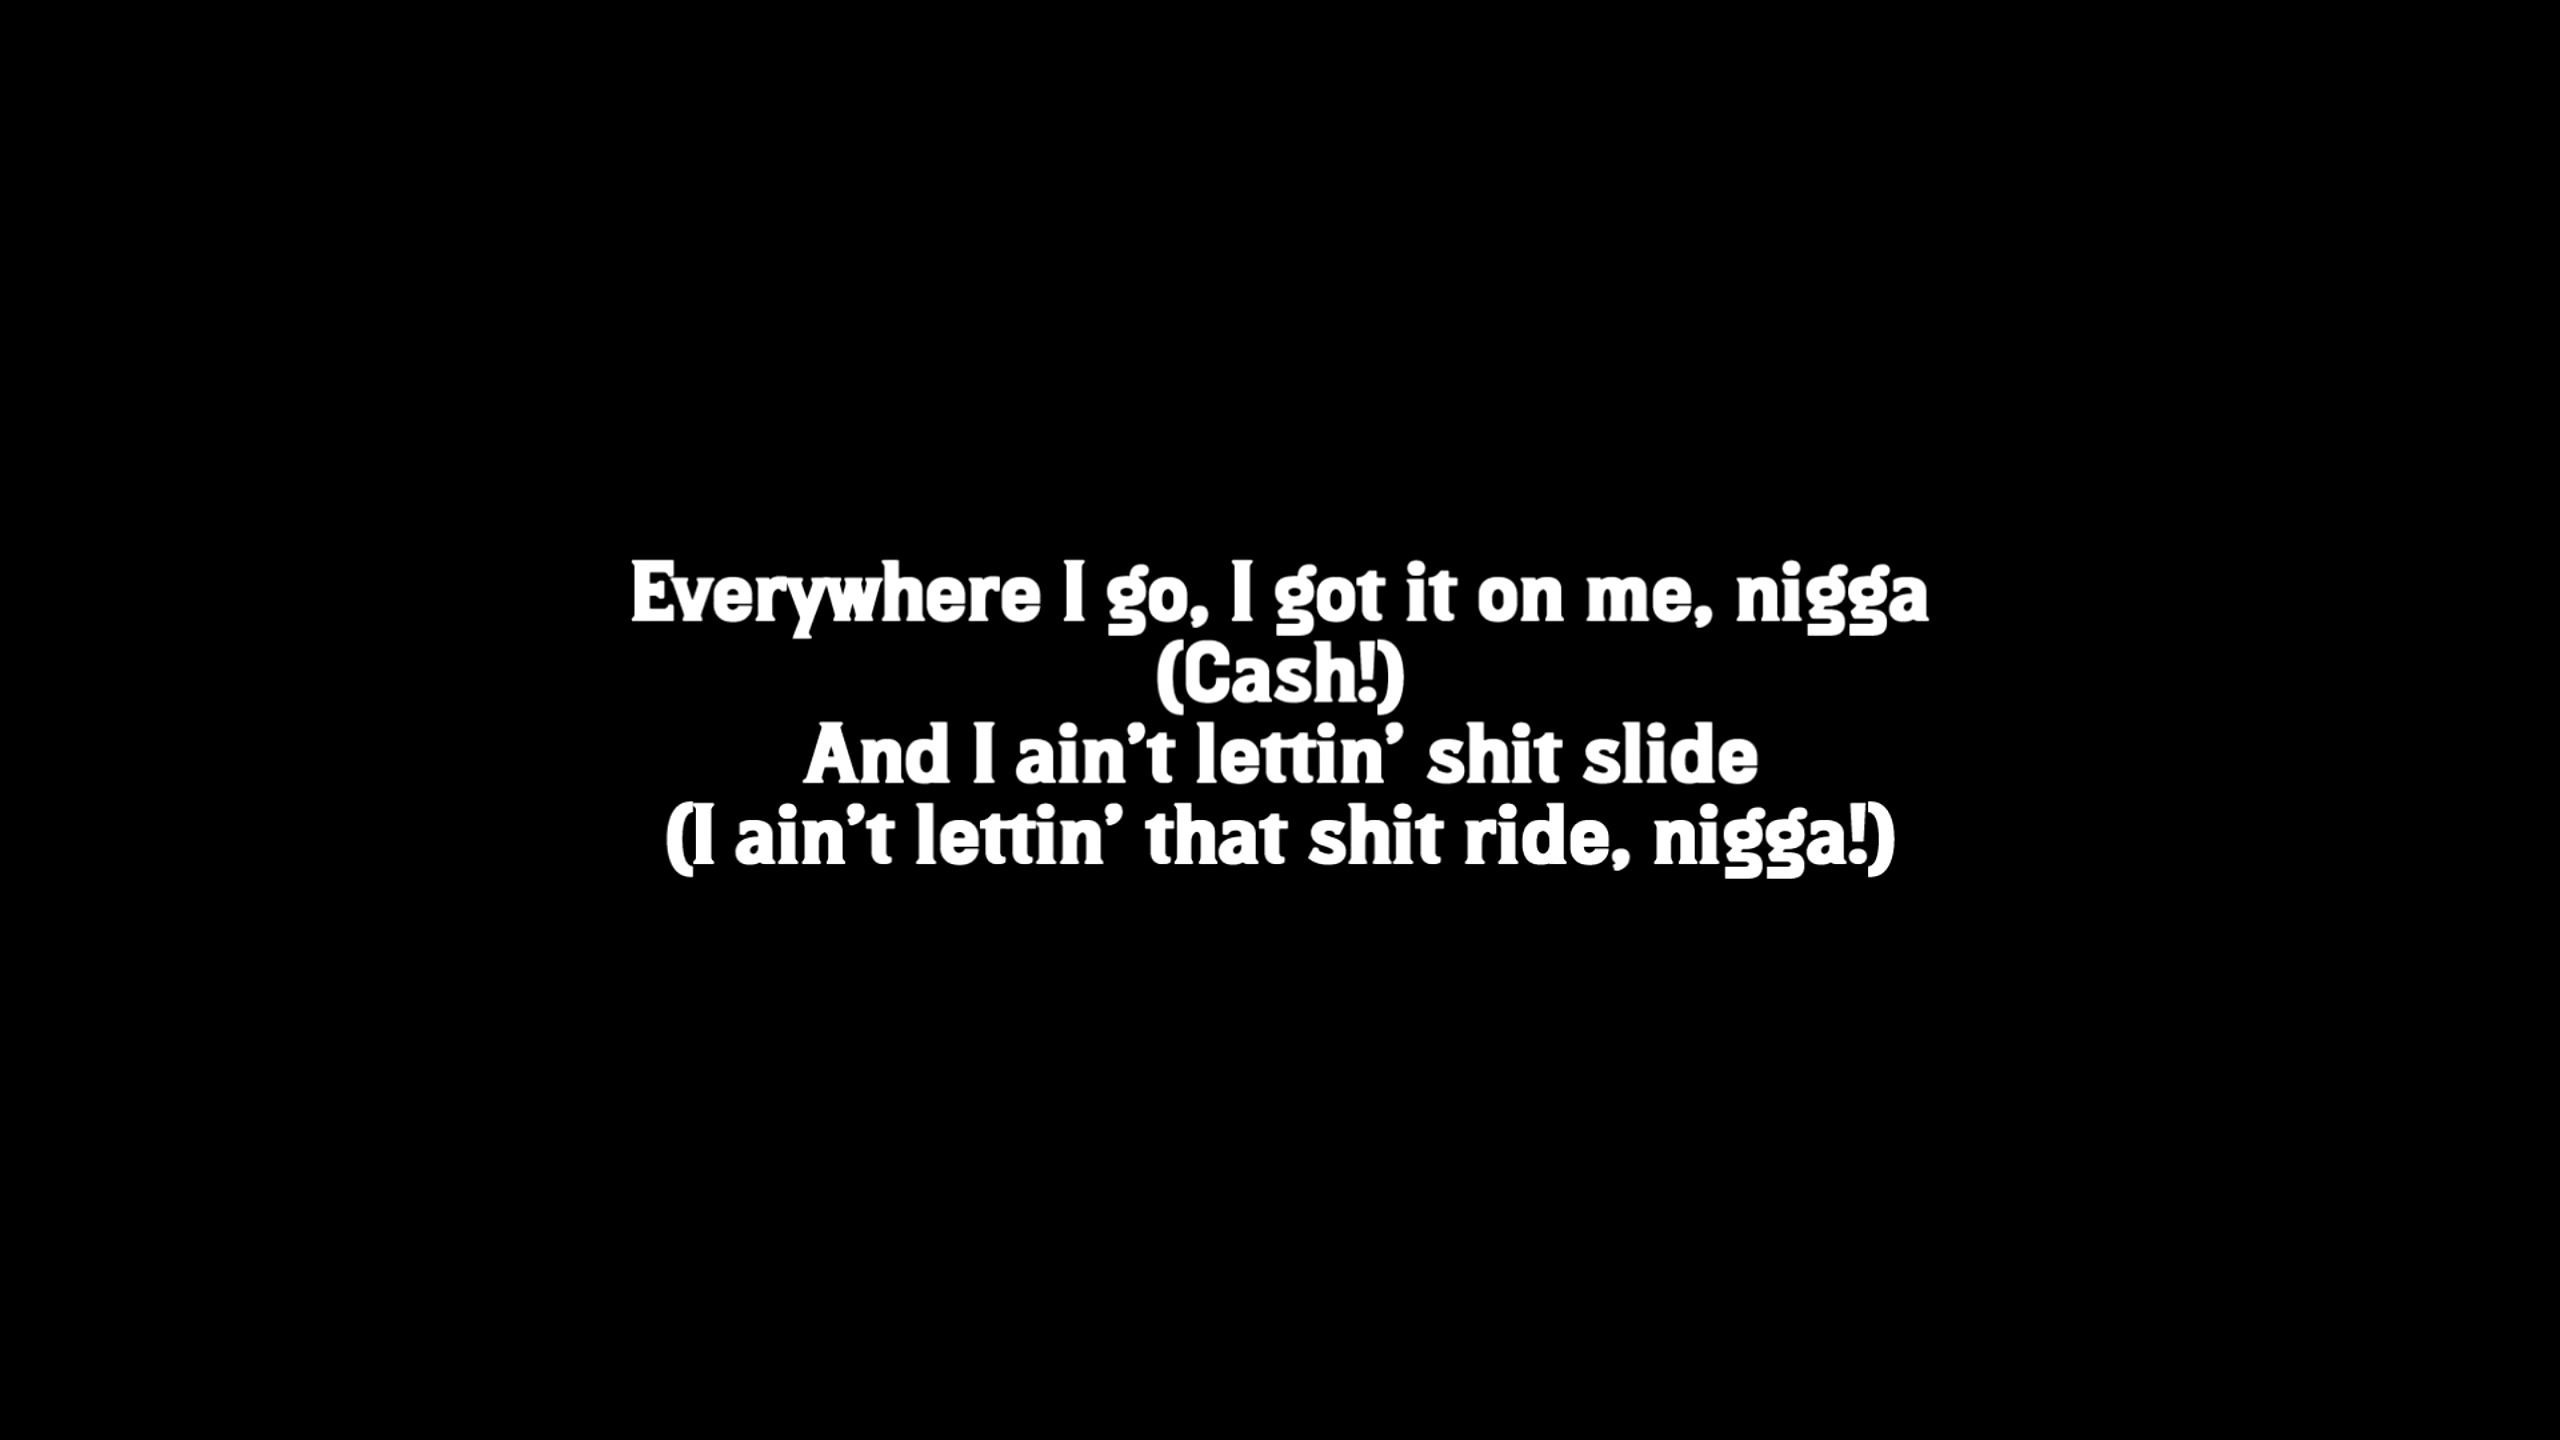 Everywhere I go, I got it on me, nigga
(Cash!)
And I ain’t lettin’ shit slide
(I ain’t lettin’ that shit ride, nigga!)